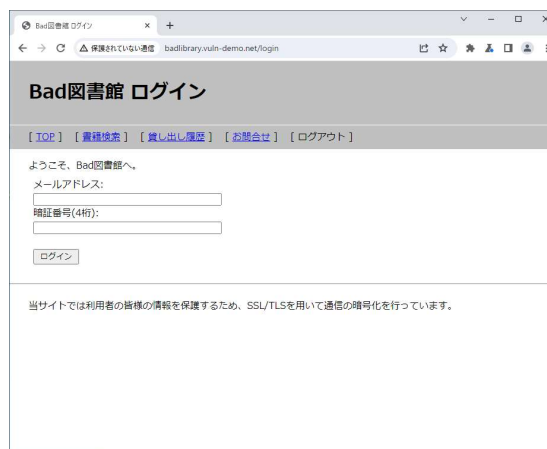 Bad図書館 ログイン
保護されていない通信 badlibrary.vuln-demo.net/login
Bad図書館 ログイン
[ TOP ] [ 書籍検索 ] [ 貸し出し履歴 ] [ お問合せ ] [ ログアウト ]
ようこそ、Bad図書館へ。
メールアドレス:
暗証番号(4桁):
ログイン
当サイトでは利用者の皆様の情報を保護するため、SSL/TLSを用いて通信の暗号化を行っています。